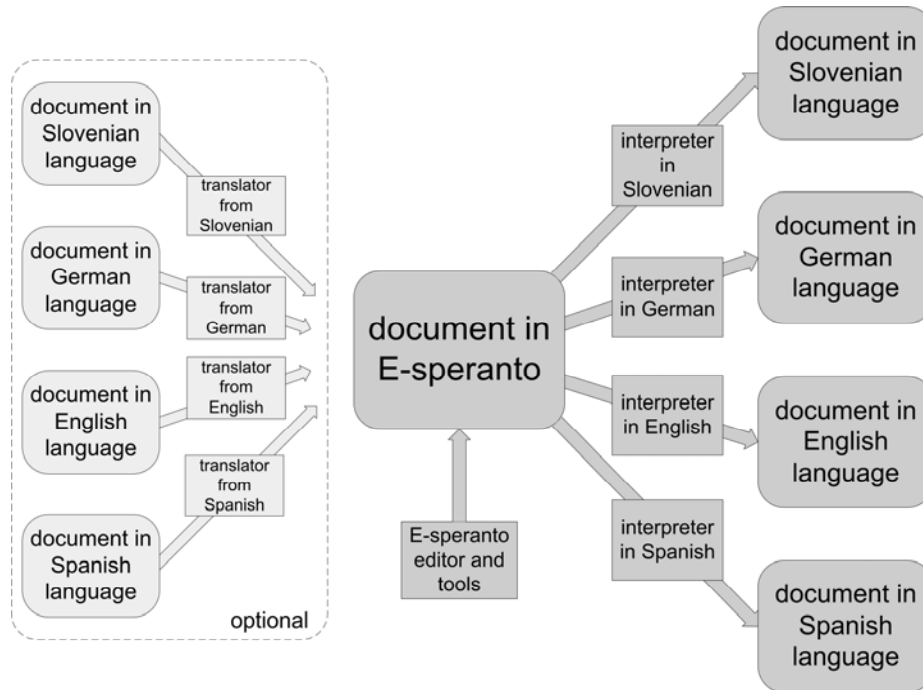 document in
Slovenian
language
translator
from
Slovenian
document in
German
language
translator
from
German
document in
English
language
translator
from
English
translator
from
Spanish
document in
Spanish
language
optional
document in
E-speranto
E-speranto
editor and
tools
interpreter
in
Slovenian
document in
Slovenian
language
interpreter
in German
document in
German
language
interpreter
in English
document in
English
language
interpreter
in Spanish
document in
Spanish
language